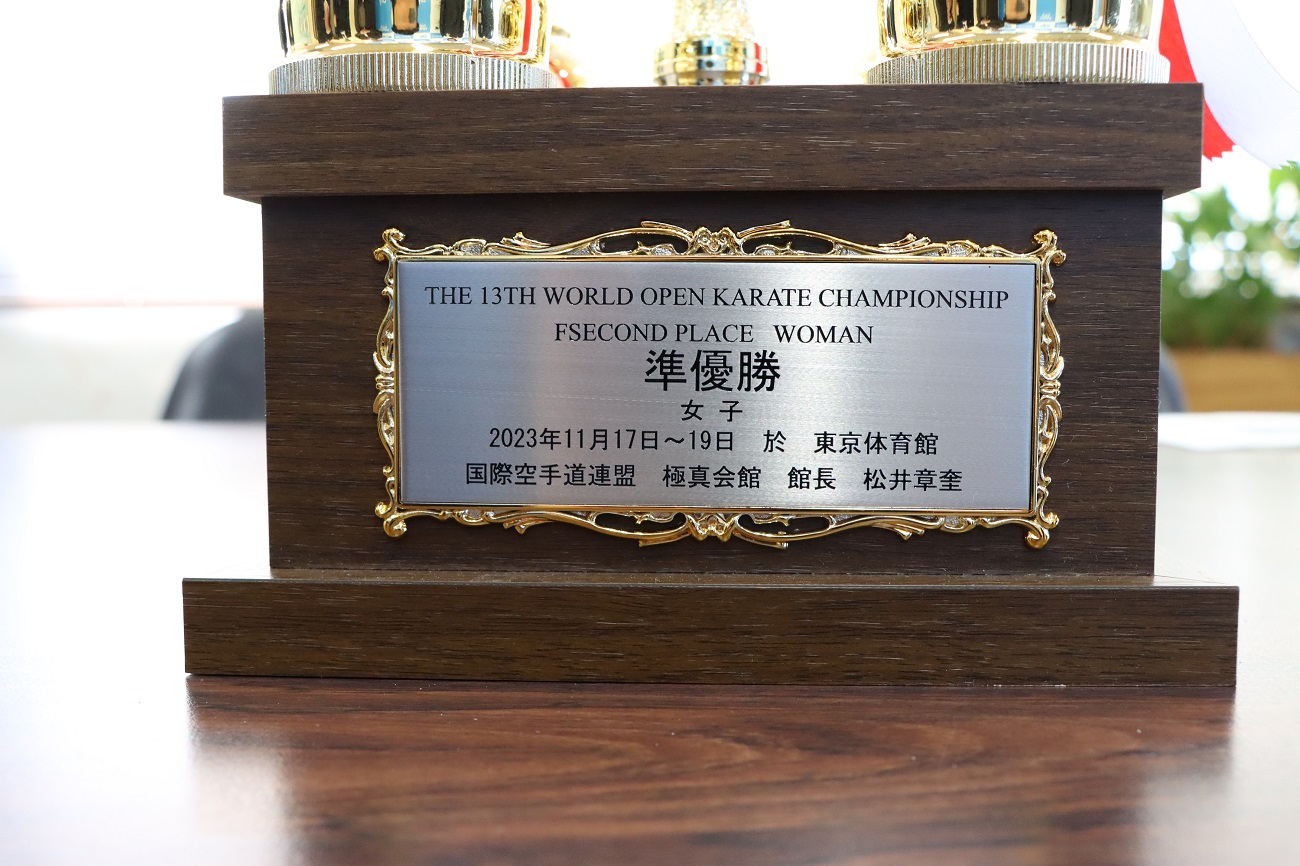 THE 13TH WORLD OPEN KARATE CHAMPIONSHIP
FSECOND PLACE WOMAN
準優勝
女 子
2023年11月17日～19日 於 東京体育館
国際空手道連盟 極真会館 館長 松井章奎